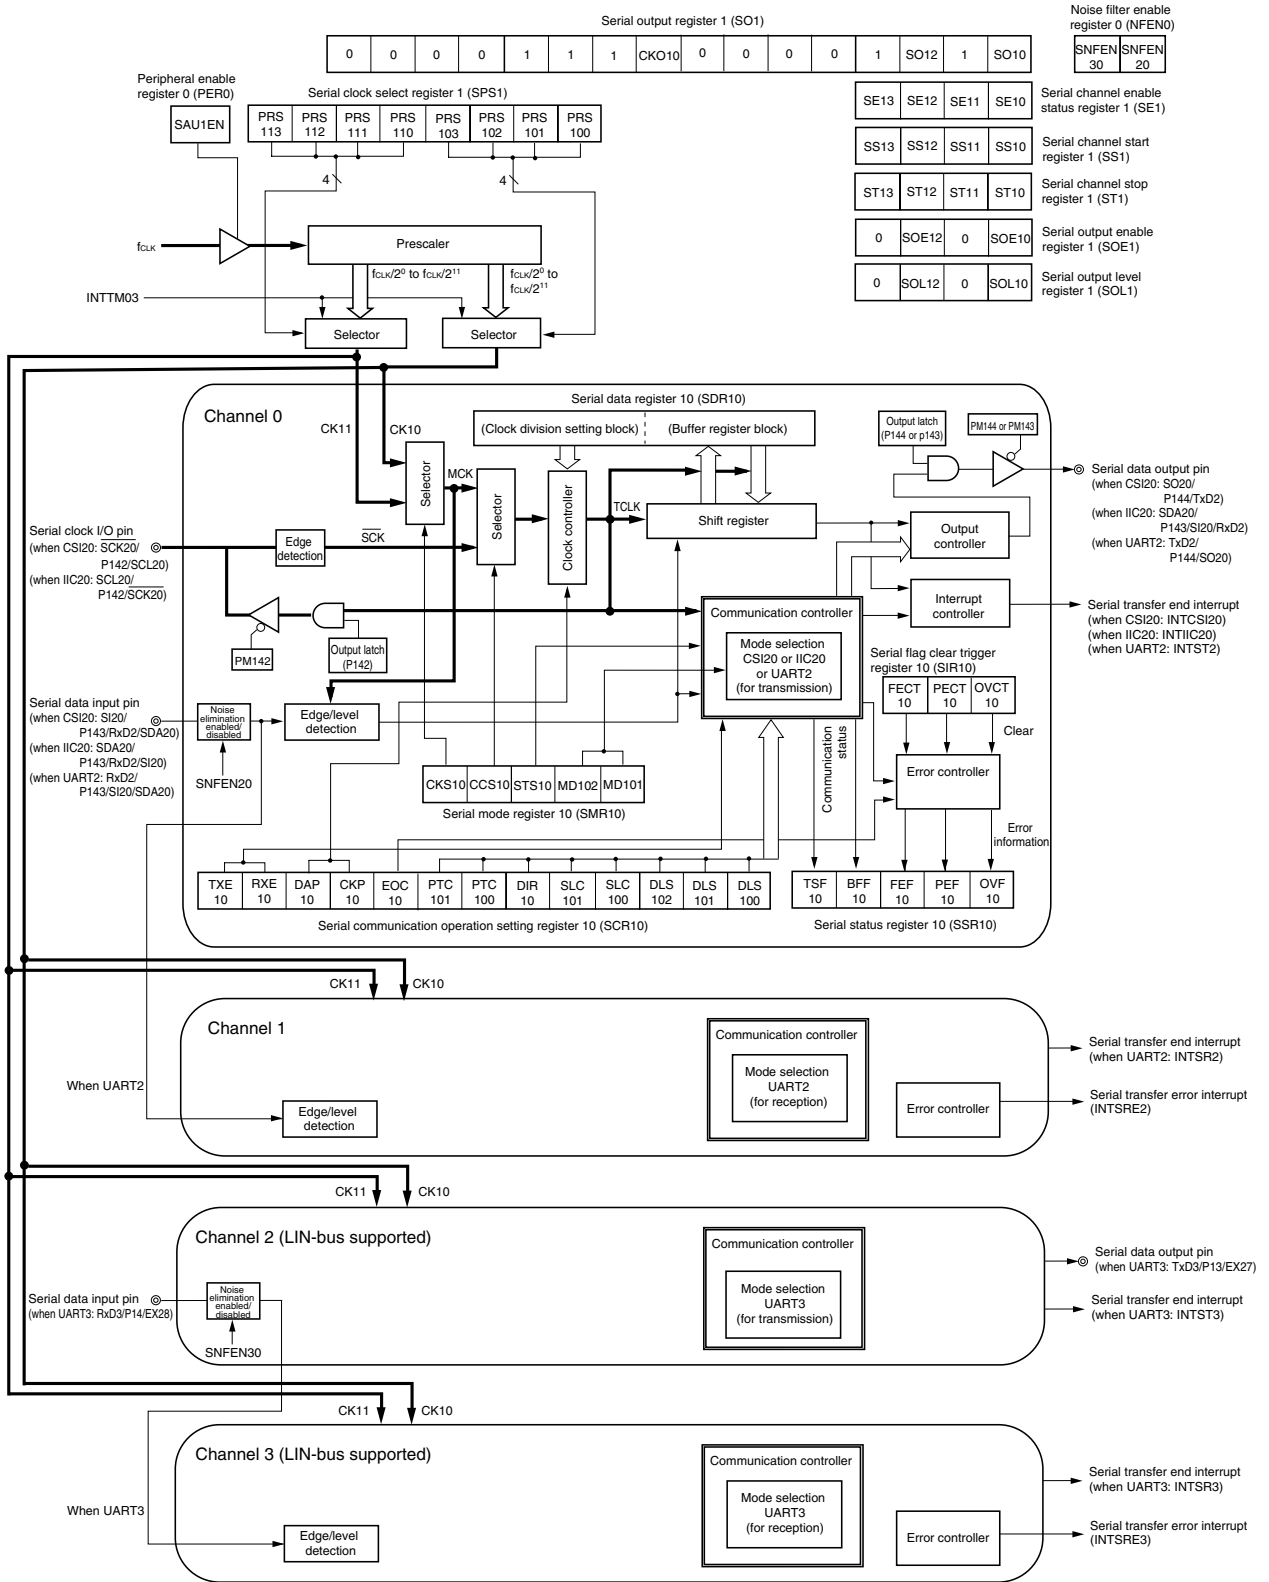 Serial output register 1 (SO1)
0 0 0 0 1 1 1 CKO10 0 0 0 0 1 SO12 1 SO10
Noise filter enable
register 0 (NFEN0)
SNFEN
30
SNFEN
20
Peripheral enable
register 0 (PER0)
SAU1EN
Serial clock select register 1 (SPS1)
PRS
113
PRS
112
PRS
111
PRS
110
PRS
103
PRS
102
PRS
101
PRS
100
4
4
SE13 SE12 SE11 SE10
Serial channel enable
status register 1 (SE1)
SS13 SS12 SS11 SS10
Serial channel start
register 1 (SS1)
ST13 ST12 ST11 ST10
Serial channel stop
register 1 (ST1)
0 SOE12 0 SOE10
Serial output enable
register 1 (SOE1)
0 SOL12 0 SOL10
Serial output level
register 1 (SOL1)
fCLK
Prescaler
fCLK/2⁰ to fCLK/2¹¹
fCLK/2⁰ to
fCLK/2¹¹
INTTM03
Selector
Selector
Channel 0
CK11
CK10
Serial data register 10 (SDR10)
(Clock division setting block)
(Buffer register block)
Selector
MCK
Selector
Clock controller
TCLK
Shift register
Output latch
(P144 or p143)
PM144 or PM143
Serial data output pin
(when CSI20: SO20/
P144/TxD2)
(when IIC20: SDA20/
P143/SI20/RxD2)
(when UART2: TxD2/
P144/SO20)
Output
controller
Serial clock I/O pin
(when CSI20: SCK20/
P142/SCL20)
(when IIC20: SCL20/
P142/SCK20)
Edge
detection
SCK
PM142
Output latch
(P142)
Communication controller
Mode selection
CSI20 or IIC20
or UART2
(for transmission)
Interrupt
controller
Serial transfer end interrupt
(when CSI20: INTCSI20)
(when IIC20: INTIIC20)
(when UART2: INTST2)
Serial flag clear trigger
register 10 (SIR10)
FECT
10
PECT
10
OVCT
10
Clear
Serial data input pin
(when CSI20: SI20/
P143/RxD2/SDA20)
(when IIC20: SDA20/
P143/RxD2/SI20)
(when UART2: RxD2/
P143/SI20/SDA20)
Noise
elimination
enabled/
disabled
SNFEN20
Edge/level
detection
CKS10 CCS10 STS10 MD102 MD101
Serial mode register 10 (SMR10)
Communication
status
Error controller
Error
information
TXE
10
RXE
10
DAP
10
CKP
10
EOC
10
PTC
101
PTC
100
DIR
10
SLC
101
SLC
100
DLS
102
DLS
101
DLS
100
Serial communication operation setting register 10 (SCR10)
TSF
10
BFF
10
FEF
10
PEF
10
OVF
10
Serial status register 10 (SSR10)
CK11
CK10
Channel 1
Communication controller
Mode selection
UART2
(for reception)
When UART2
Edge/level
detection
Error controller
Serial transfer end interrupt
(when UART2: INTSR2)
Serial transfer error interrupt
(INTSRE2)
CK11
CK10
Channel 2 (LIN-bus supported)
Communication controller
Mode selection
UART3
(for transmission)
Serial data output pin
(when UART3: TxD3/P13/EX27)
Serial transfer end interrupt
(when UART3: INTST3)
Serial data input pin
(when UART3: RxD3/P14/EX28)
Noise
elimination
enabled/
disabled
SNFEN30
CK11
CK10
Channel 3 (LIN-bus supported)
Communication controller
Mode selection
UART3
(for reception)
When UART3
Edge/level
detection
Error controller
Serial transfer end interrupt
(when UART3: INTSR3)
Serial transfer error interrupt
(INTSRE3)